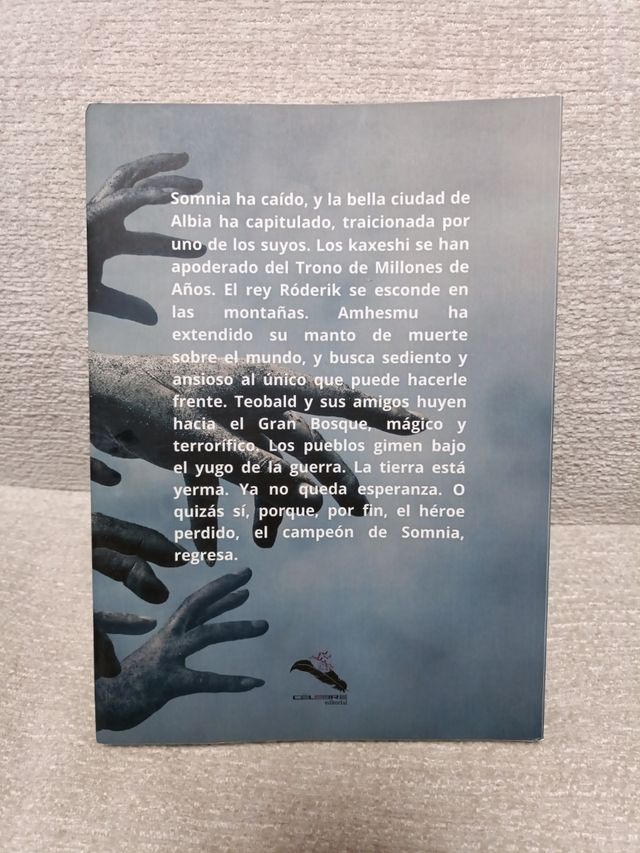 Somnia ha caído, y la bella ciudad de
Albia ha capitulado, traicionada por
uno de los suyos. Los kaxeshi se han
apoderado del Trono de Millones de
Años. El rey Róderik se esconde en
las montañas. Amhesmu ha
extendido su manto de muerte
sobre el mundo, y busca sediento y
ansioso al único que puede hacerle
frente. Teobald y sus amigos huyen
hacia el Gran Bosque, mágico y
terrorífico. Los pueblos gimen bajo
el yugo de la guerra. La tierra está
yerma. Ya no queda esperanza. O
quizás sí, porque, por fin, el héroe
perdido, el campeón de Somnia,
regresa.
CÉLEBRE
editorial